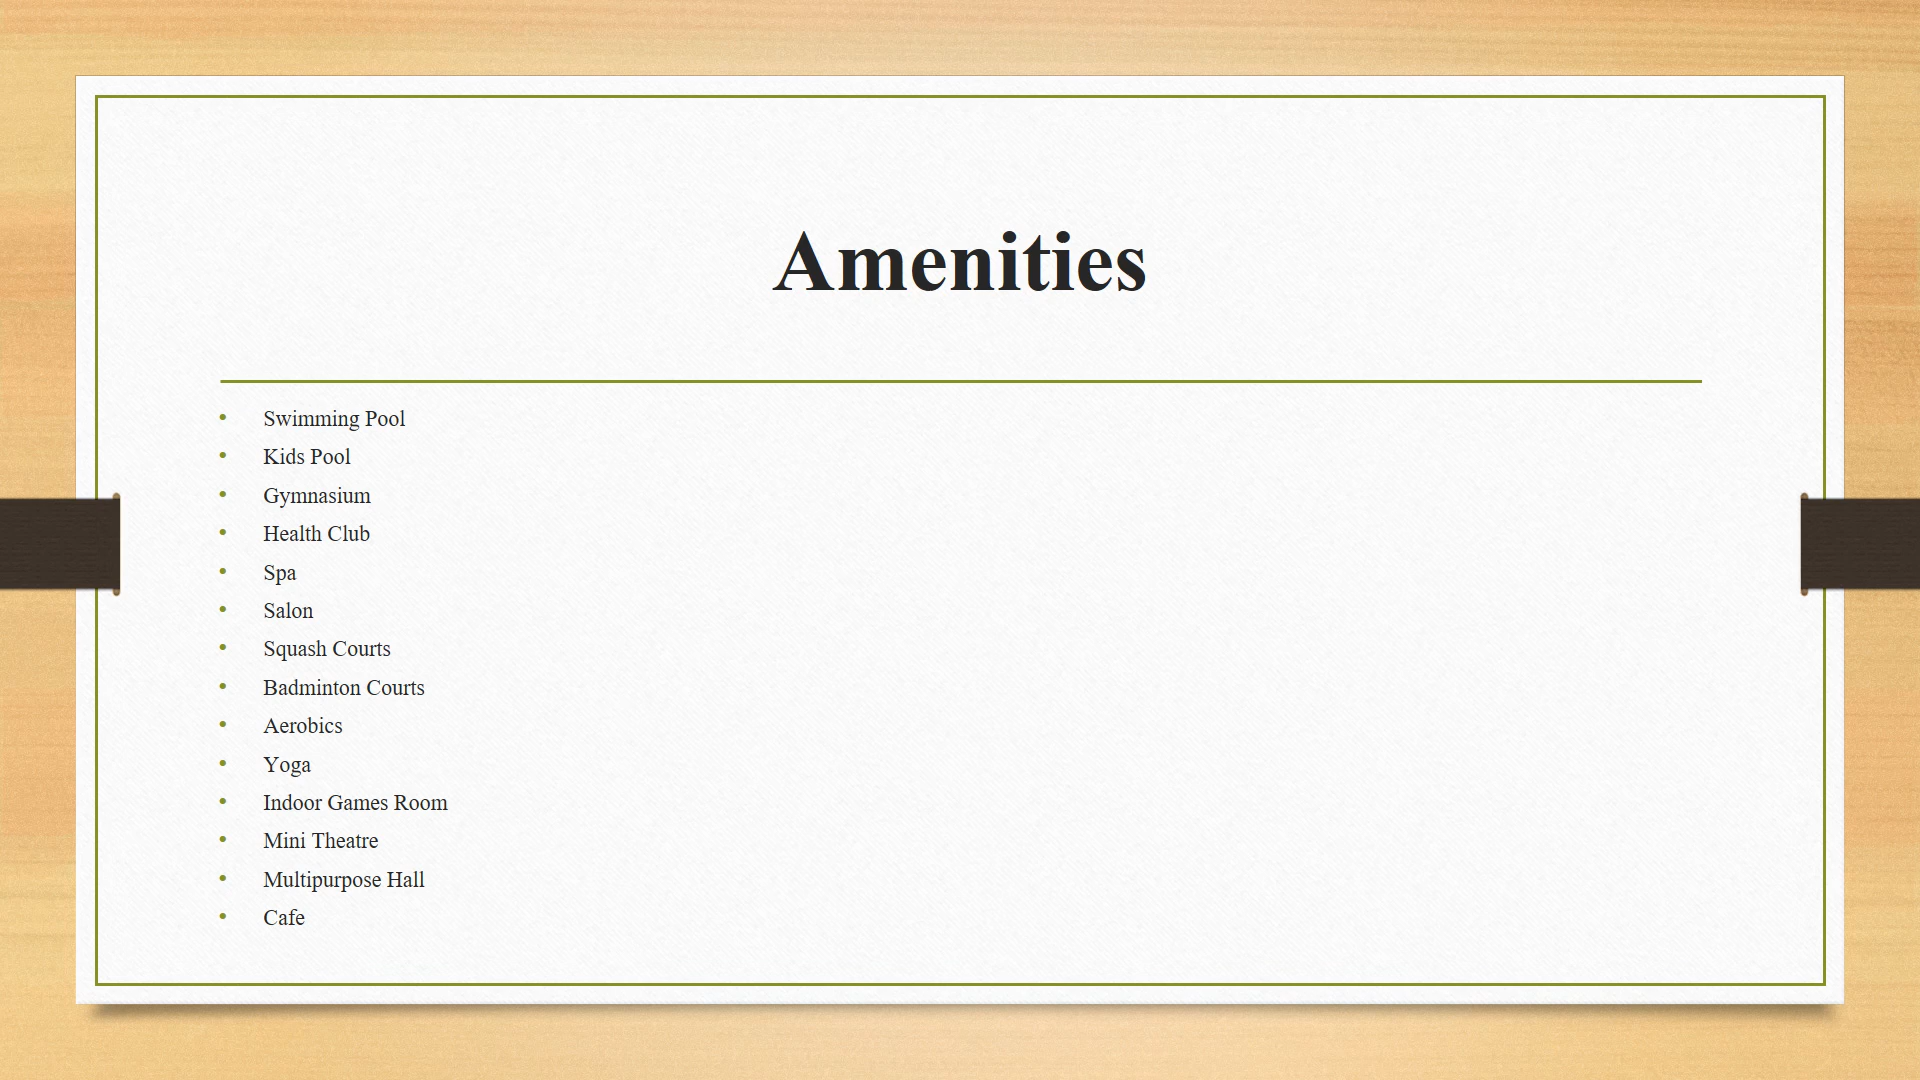 Amenities
• Swimming Pool
• Kids Pool
• Gymnasium
• Health Club
• Spa
• Salon
• Squash Courts
• Badminton Courts
• Aerobics
• Yoga
• Indoor Games Room
• Mini Theatre
• Multipurpose Hall
• Cafe